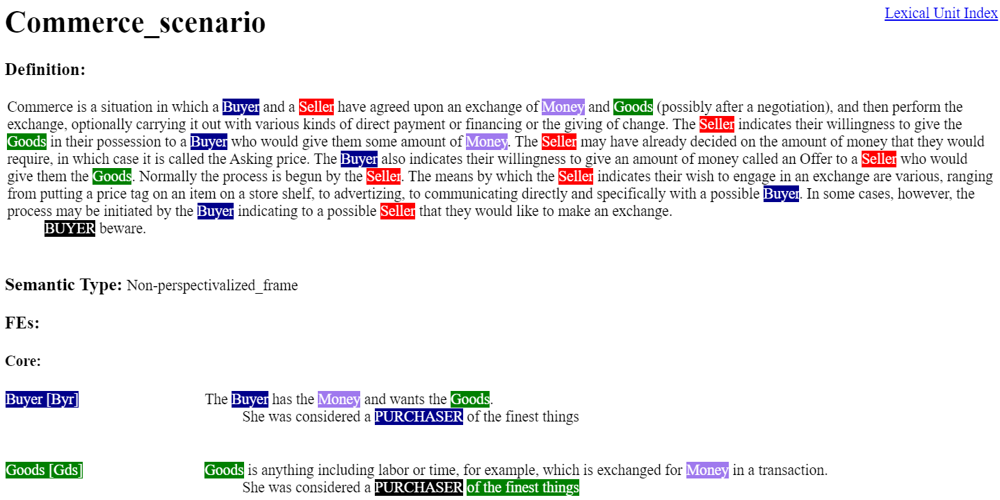 Commerce_scenario
Lexical Unit Index
Definition:
Commerce is a situation in which a Buyer and a Seller have agreed upon an exchange of Money and Goods (possibly after a negotiation), and then perform the
exchange, optionally carrying it out with various kinds of direct payment or financing or the giving of change. The Seller indicates their willingness to give the
Goods in their possession to a Buyer who would give them some amount of Money. The Seller may have already decided on the amount of money that they would
require, in which case it is called the Asking price. The Buyer also indicates their willingness to give an amount of money called an Offer to a Seller who would
give them the Goods. Normally the process is begun by the Seller. The means by which the Seller indicates their wish to engage in an exchange are various, ranging
from putting a price tag on an item on a store shelf, to advertizing, to communicating directly and specifically with a possible Buyer. In some cases, however, the
process may be initiated by the Buyer indicating to a possible Seller that they would like to make an exchange.
BUYER beware.
Semantic Type: Non-perspectivalized_frame
FEs:
Core:
Buyer [Byr] The Buyer has the Money and wants the Goods.
She was considered a PURCHASER of the finest things
Goods [Gds] Goods is anything including labor or time, for example, which is exchanged for Money in a transaction.
She was considered a PURCHASER of the finest things